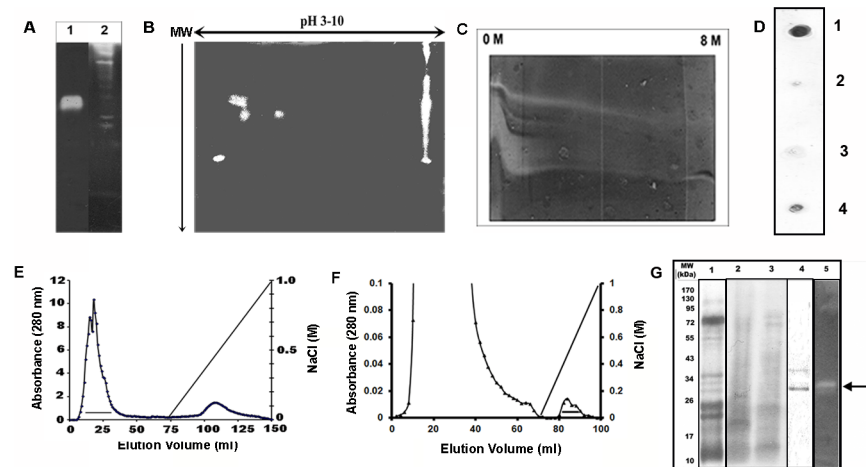 A
1 2
B
MW
pH 3-10
C
0 M 8 M
D
1
2
3
4
E
12
10
8
6
4
2
0
Absorbance (280 nm)
1.0
0.5
0
NaCl (M)
0 25 50 75 100 125 150
Elution Volume (ml)
F
0.1
0.08
0.06
0.04
0.02
0
Absorbance (280 nm)
1
0.8
0.6
0.4
0.2
0
NaCl (M)
0 20 40 60 80 100
Elution Volume (ml)
G
MW
(kDa)
1 2 3 4 5
170
130
95
72
55
43
34
26
17
10